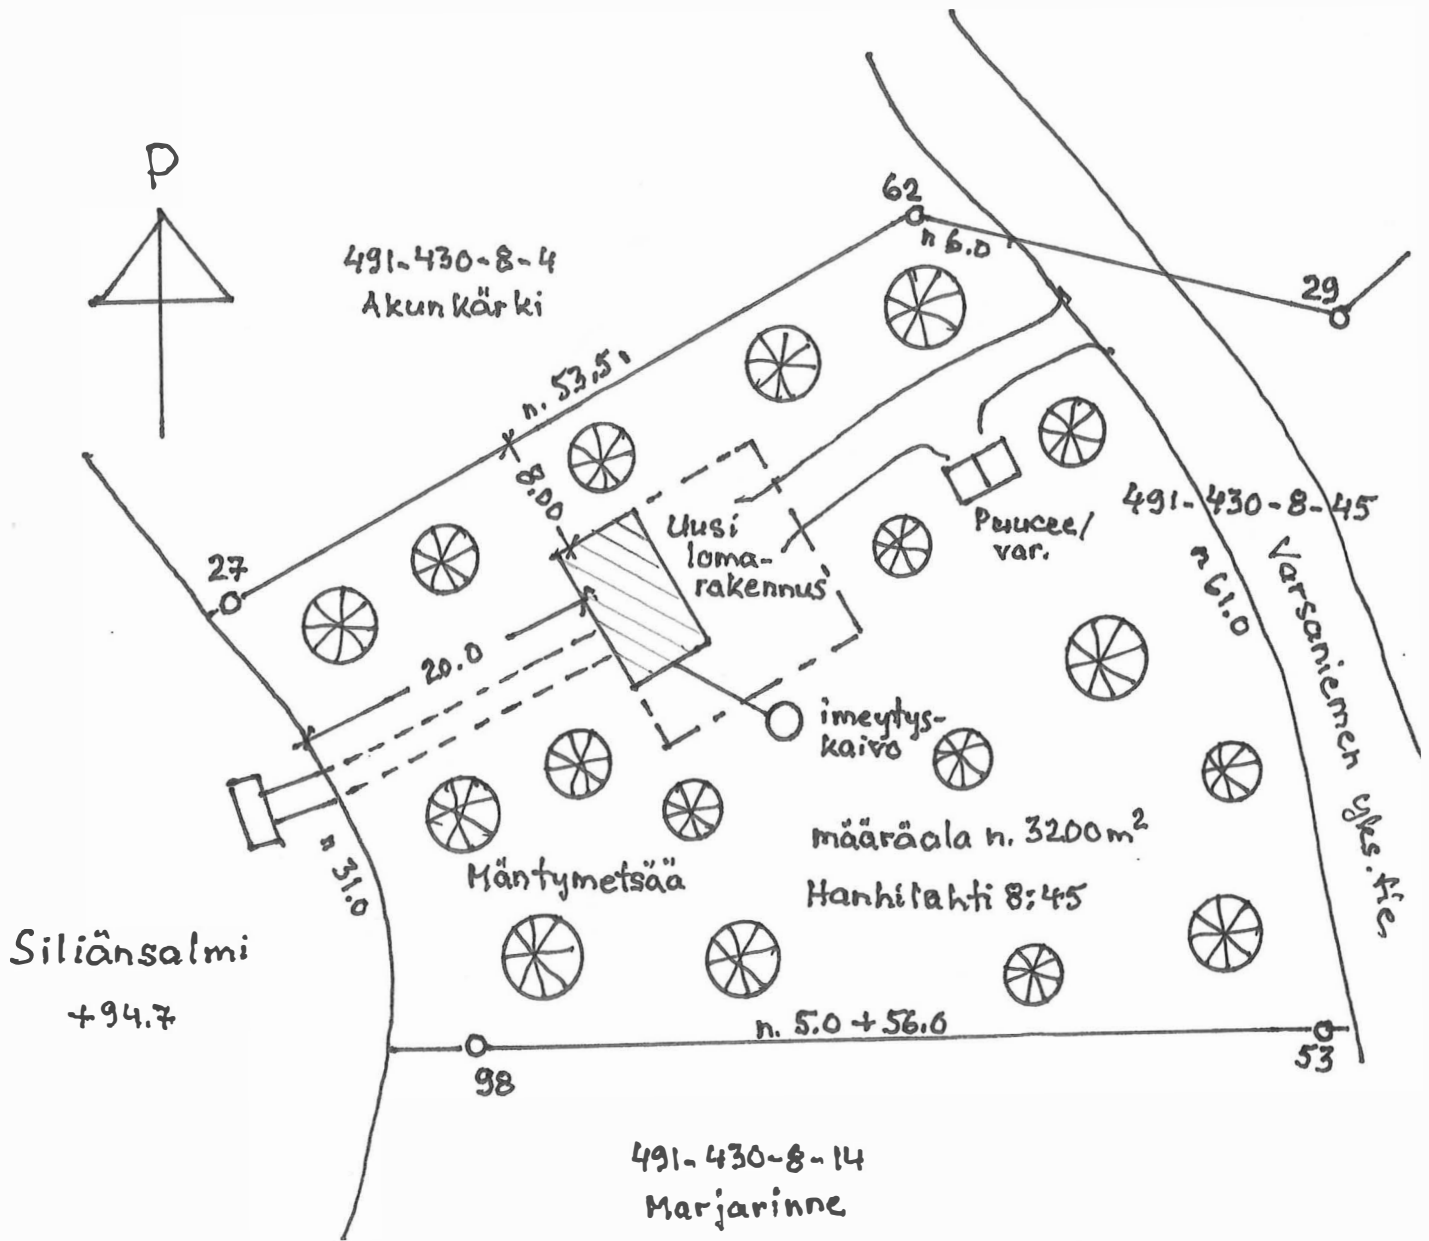 P
62
n 6.0
491-430-8-4
Akunkärki
29
n. 53,5
8.00
491-430-8-45
Uusi
loma-
rakennus
Puucee/
var.
27
n 61.0
Varsaniemen yks.tie
20.0
imeytys-
kaivo
määräala n. 3200m²
Mäntymetsää
Hanhilahti 8:45
n 31.0
Siliänsalmi
+94.7
n. 5.0 + 56.0
98
53
491-430-8-14
Marjarinne